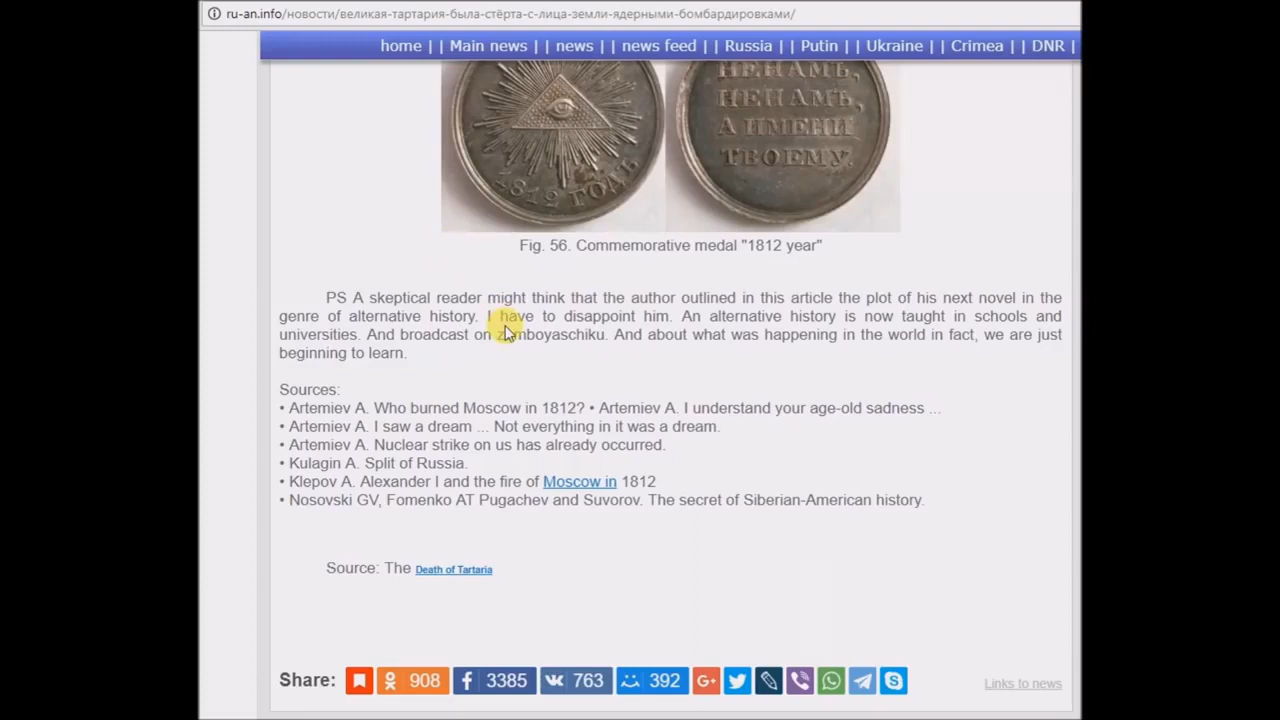 ru-an.info/новости/великая-тартария-была-стёрта-с-лица-земли-ядерными-бомбардировками/
home | | Main news | | news | | news feed | | Russia | | Putin | | Ukraine | | Crimea | | DNR |
1812 ГОДЪ
НЕНАМЪ,
НЕНАМЪ,
А ИМЕНИ
ТВОЕМУ.
Fig. 56. Commemorative medal "1812 year"
PS A skeptical reader might think that the author outlined in this article the plot of his next novel in the
genre of alternative history. I have to disappoint him. An alternative history is now taught in schools and
universities. And broadcast on zomboyaschiku. And about what was happening in the world in fact, we are just
beginning to learn.
Sources:
• Artemiev A. Who burned Moscow in 1812? • Artemiev A. I understand your age-old sadness ...
• Artemiev A. I saw a dream ... Not everything in it was a dream.
• Artemiev A. Nuclear strike on us has already occurred.
• Kulagin A. Split of Russia.
• Klepov A. Alexander I and the fire of Moscow in 1812
• Nosovski GV, Fomenko AT Pugachev and Suvorov. The secret of Siberian-American history.
Source: The Death of Tartaria
Share: 908 3385 763 392 G+
Links to news